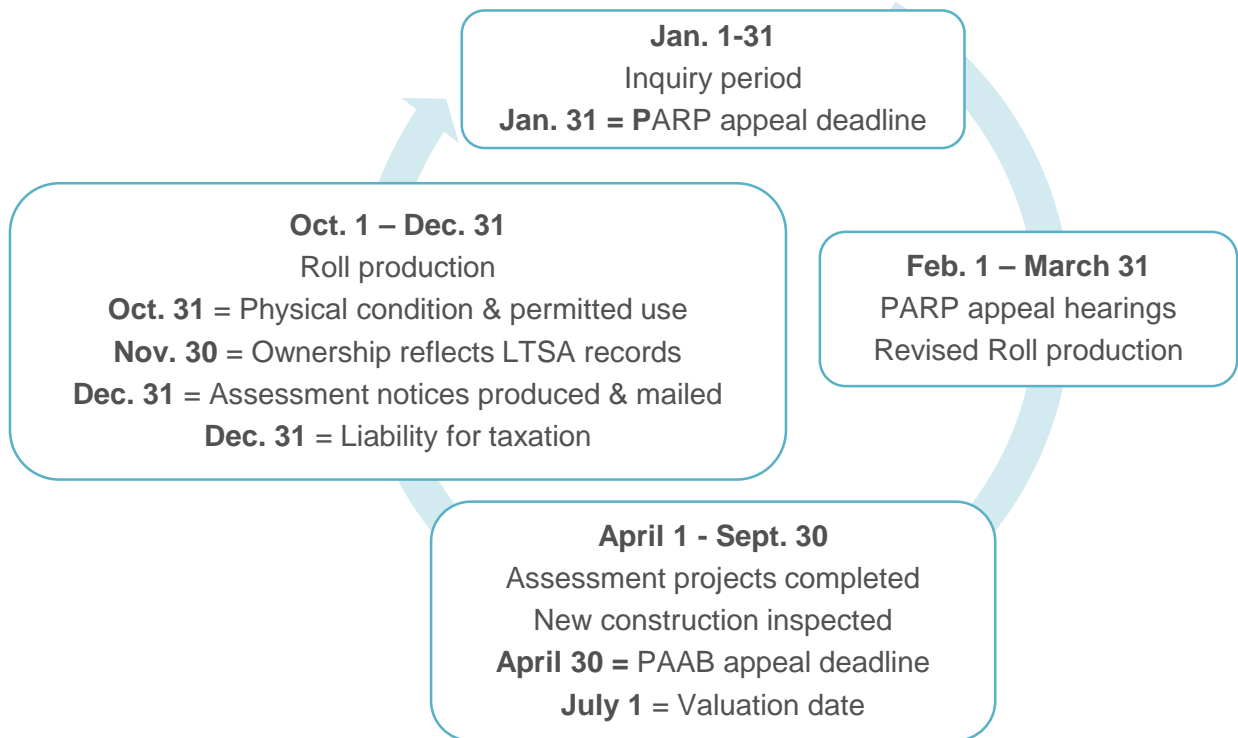 Jan. 1-31
Inquiry period
Jan. 31 = PARP appeal deadline
Feb. 1 – March 31
PARP appeal hearings
Revised Roll production
April 1 - Sept. 30
Assessment projects completed
New construction inspected
April 30 = PAAB appeal deadline
July 1 = Valuation date
Oct. 1 – Dec. 31
Roll production
Oct. 31 = Physical condition & permitted use
Nov. 30 = Ownership reflects LTSA records
Dec. 31 = Assessment notices produced & mailed
Dec. 31 = Liability for taxation